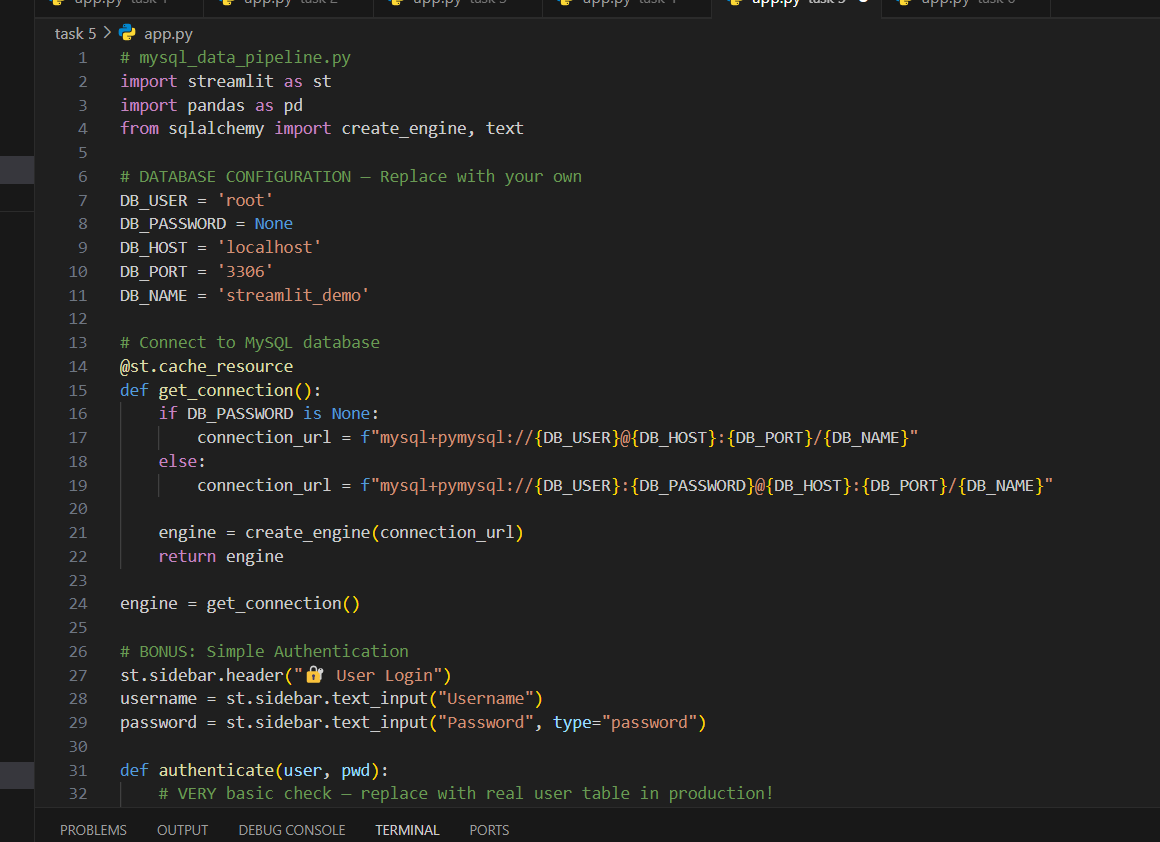 app.py task 1 app.py task 2 app.py app.py app.py app.py
task 5 > app.py
1 # mysql_data_pipeline.py
2 import streamlit as st
3 import pandas as pd
4 from sqlalchemy import create_engine, text
5
6 # DATABASE CONFIGURATION – Replace with your own
7 DB_USER = 'root'
8 DB_PASSWORD = None
9 DB_HOST = 'localhost'
10 DB_PORT = '3306'
11 DB_NAME = 'streamlit_demo'
12
13 # Connect to MySQL database
14 @st.cache_resource
15 def get_connection():
16     if DB_PASSWORD is None:
17         connection_url = f"mysql+pymysql://{DB_USER}@{DB_HOST}:{DB_PORT}/{DB_NAME}"
18     else:
19         connection_url = f"mysql+pymysql://{DB_USER}:{DB_PASSWORD}@{DB_HOST}:{DB_PORT}/{DB_NAME}"
20
21     engine = create_engine(connection_url)
22     return engine
23
24 engine = get_connection()
25
26 # BONUS: Simple Authentication
27 st.sidebar.header("🔐 User Login")
28 username = st.sidebar.text_input("Username")
29 password = st.sidebar.text_input("Password", type="password")
30
31 def authenticate(user, pwd):
32     # VERY basic check – replace with real user table in production!
PROBLEMS OUTPUT DEBUG CONSOLE TERMINAL PORTS